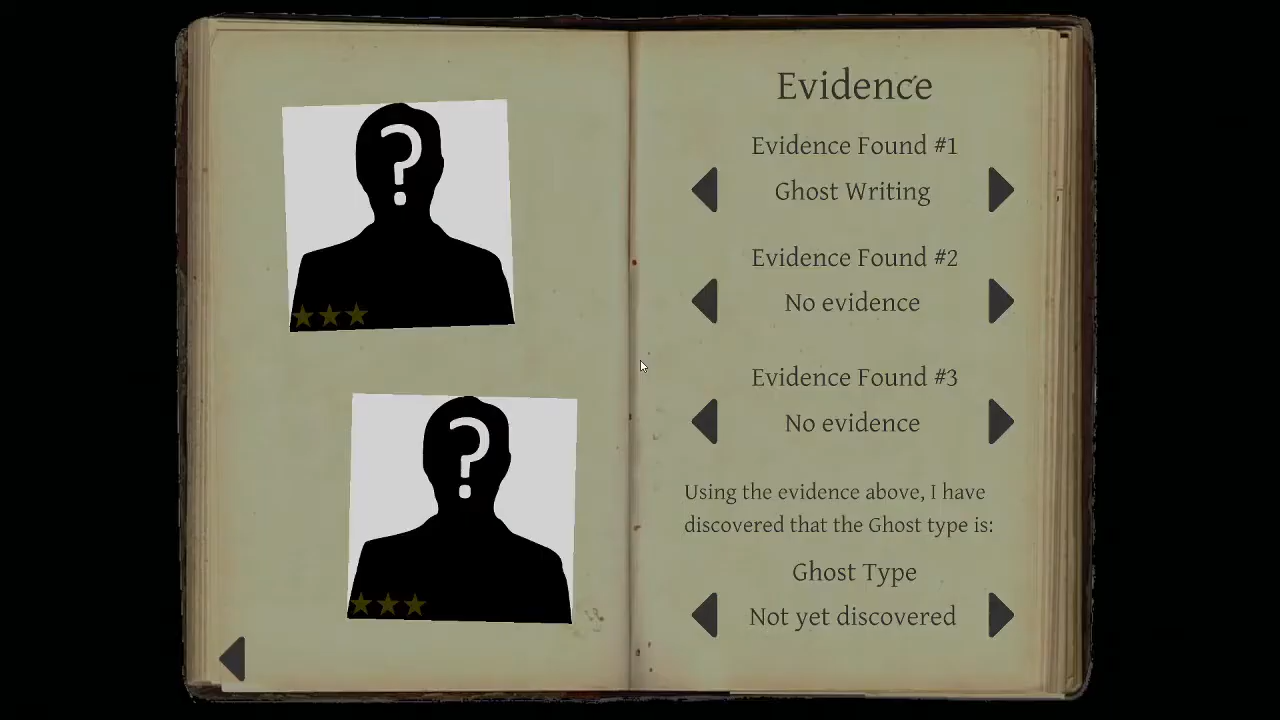 Evidence
Evidence Found #1
Ghost Writing
Evidence Found #2
No evidence
Evidence Found #3
No evidence
Using the evidence above, I have
discovered that the Ghost type is:
Ghost Type
Not yet discovered